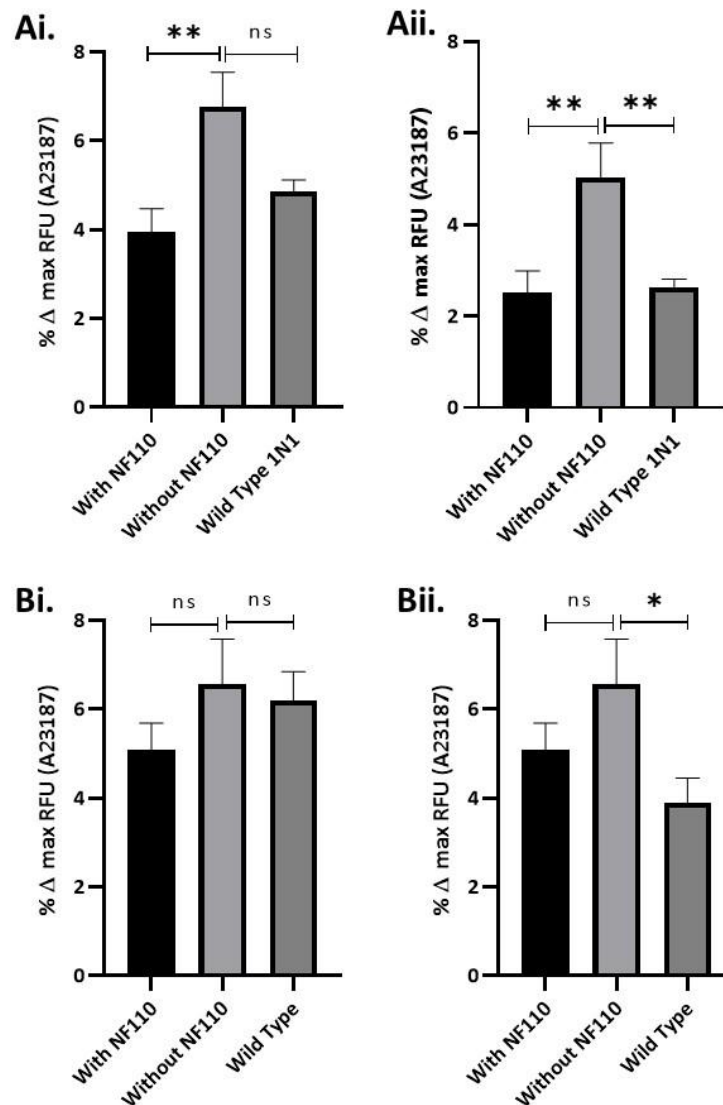 Ai.
** ns
% Δ max RFU (A23187)
8
6
4
2
0
With NF110
Without NF110
Wild Type 1N1
Aii.
** **
% Δ max RFU (A23187)
8
6
4
2
0
With NF110
Without NF110
Wild Type 1N1
Bi.
ns ns
% Δ max RFU (A23187)
8
6
4
2
0
With NF110
Without NF110
Wild Type
Bii.
ns *
% Δ max RFU (A23187)
8
6
4
2
0
With NF110
Without NF110
Wild Type